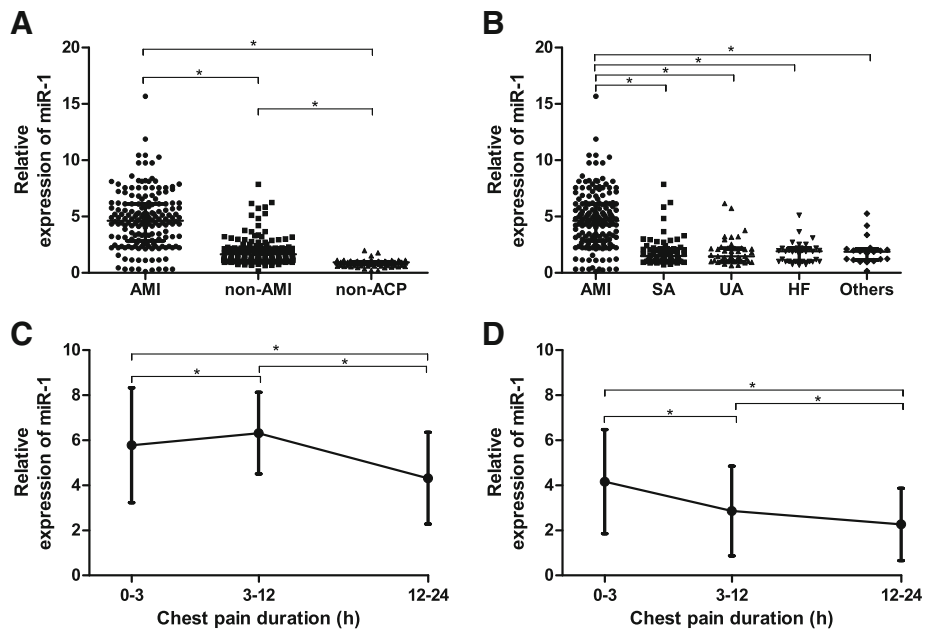 A
B
Relative
expression of miR-1
20
15
10
5
0
*
*
*
AMI
non-AMI
non-ACP
Relative
expression of miR-1
20
15
10
5
0
*
*
*
*
AMI
SA
UA
HF
Others
C
D
Relative
expression of miR-1
10
8
6
4
2
0
*
*
*
0-3
3-12
12-24
Chest pain duration (h)
Relative
expression of miR-1
10
8
6
4
2
0
*
*
*
0-3
3-12
12-24
Chest pain duration (h)